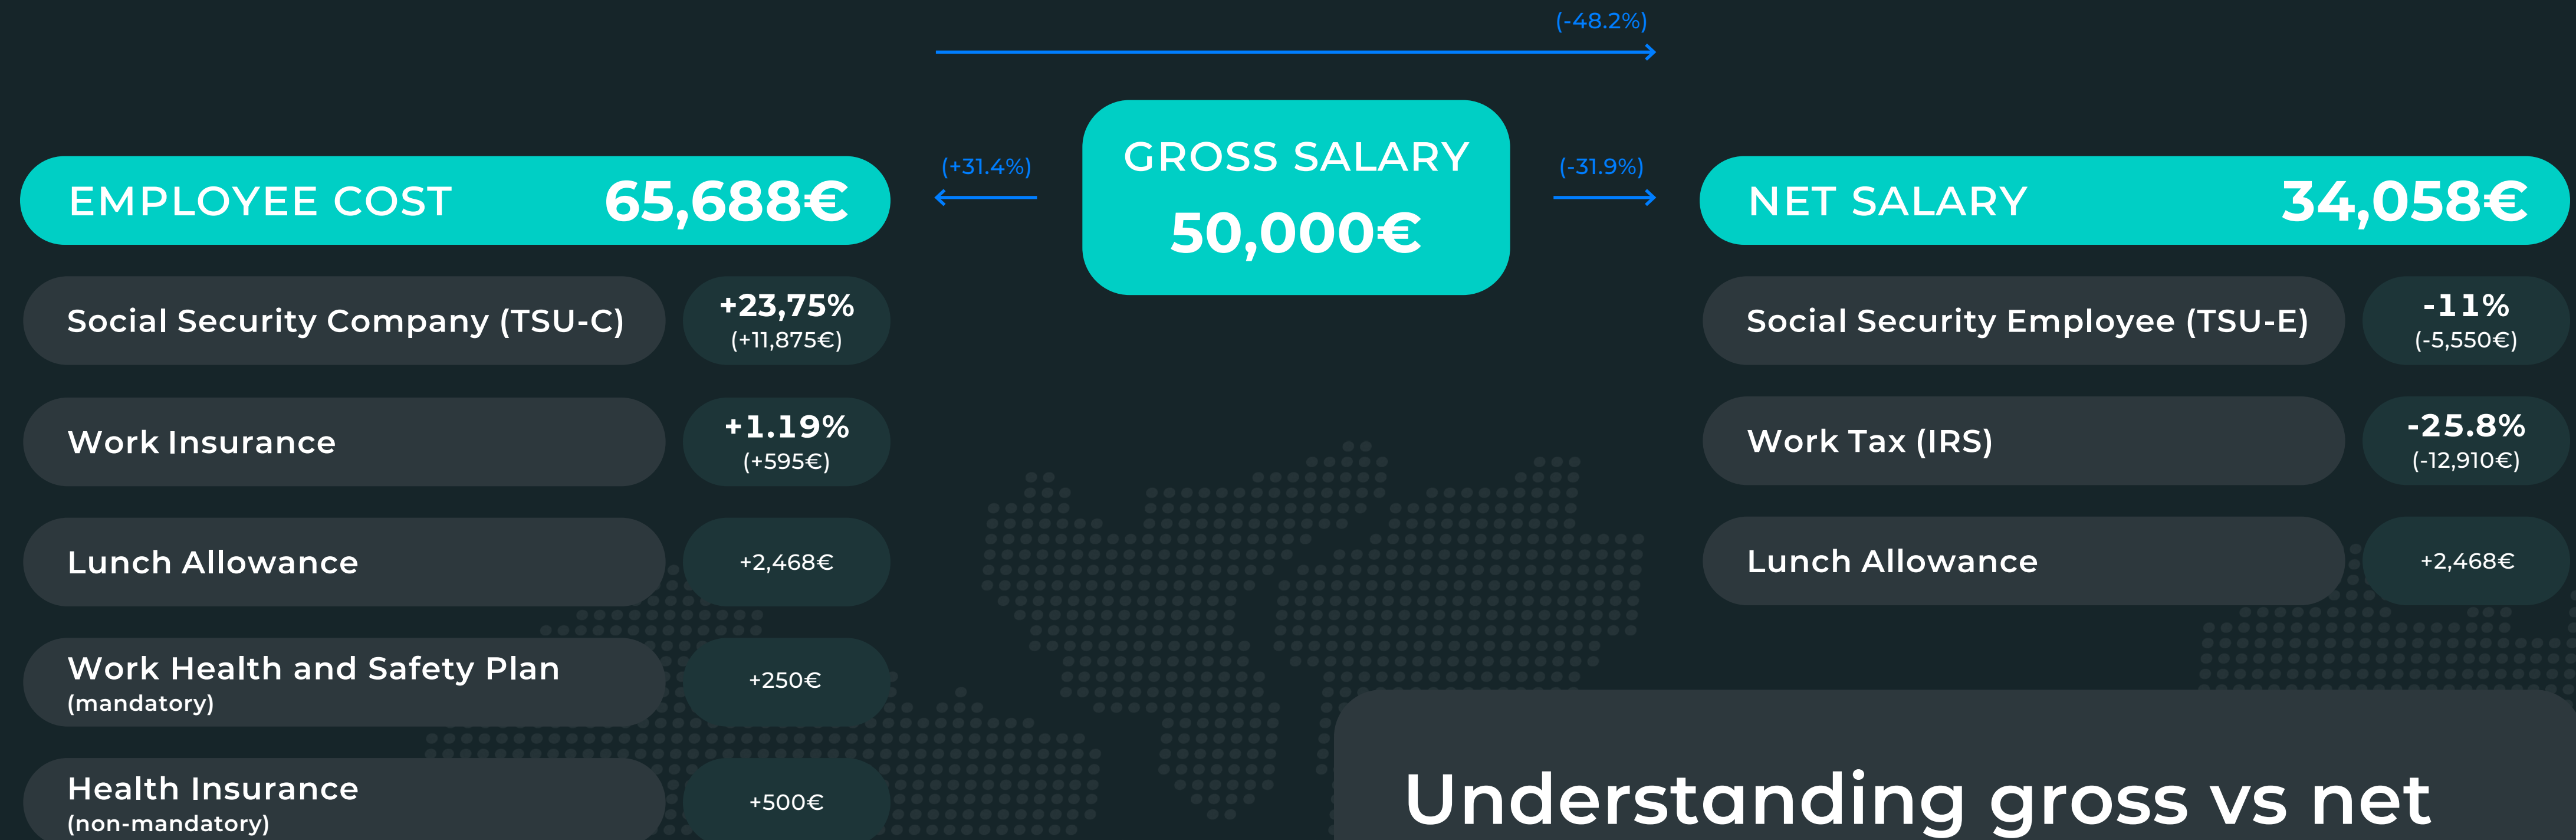 (-48.2%)
EMPLOYEE COST 65,688€
(+31.4%)
GROSS SALARY
50,000€
(-31.9%)
NET SALARY 34,058€
Social Security Company (TSU-C)
+23,75%
(+11,875€)
Work Insurance
+1.19%
(+595€)
Lunch Allowance
+2,468€
Work Health and Safety Plan
(mandatory)
+250€
Health Insurance
(non-mandatory)
+500€
Social Security Employee (TSU-E)
-11%
(-5,550€)
Work Tax (IRS)
-25.8%
(-12,910€)
Lunch Allowance
+2,468€
Understanding gross vs net